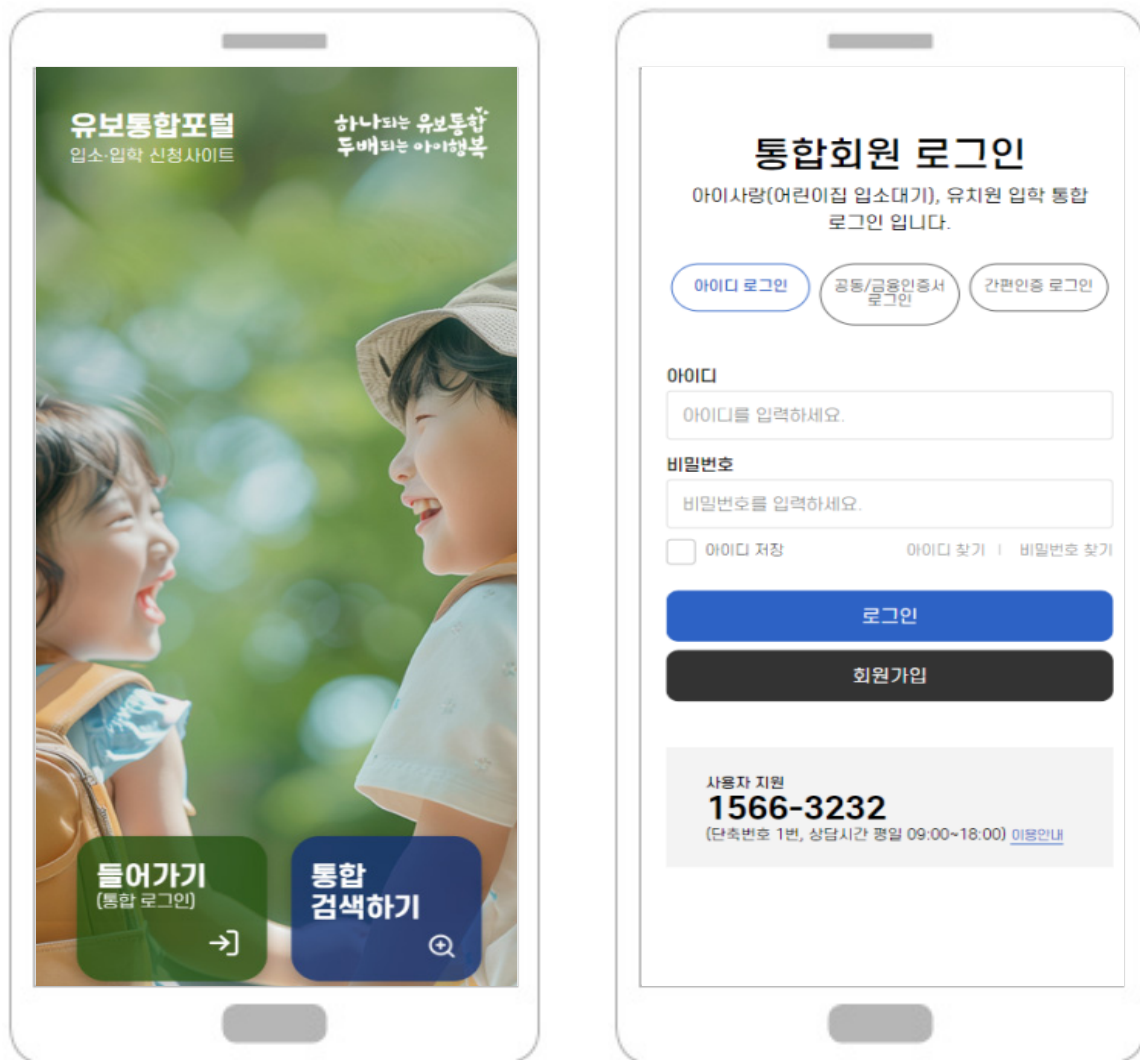 유보통합포털
입소·입학 신청사이트
하나되는 유보통합
두배되는 아이행복
들어가기
(통합 로그인)
통합
검색하기
통합회원 로그인
아이사랑(어린이집 입소대기), 유치원 입학 통합
로그인 입니다.
아이디 로그인
공동/금융인증서
로그인
간편인증 로그인
아이디
아이디를 입력하세요.
비밀번호
비밀번호를 입력하세요.
아이디 저장
아이디 찾기 | 비밀번호 찾기
로그인
회원가입
사용자 지원
1566-3232
(단축번호 1번, 상담시간 평일 09:00~18:00) 이용안내